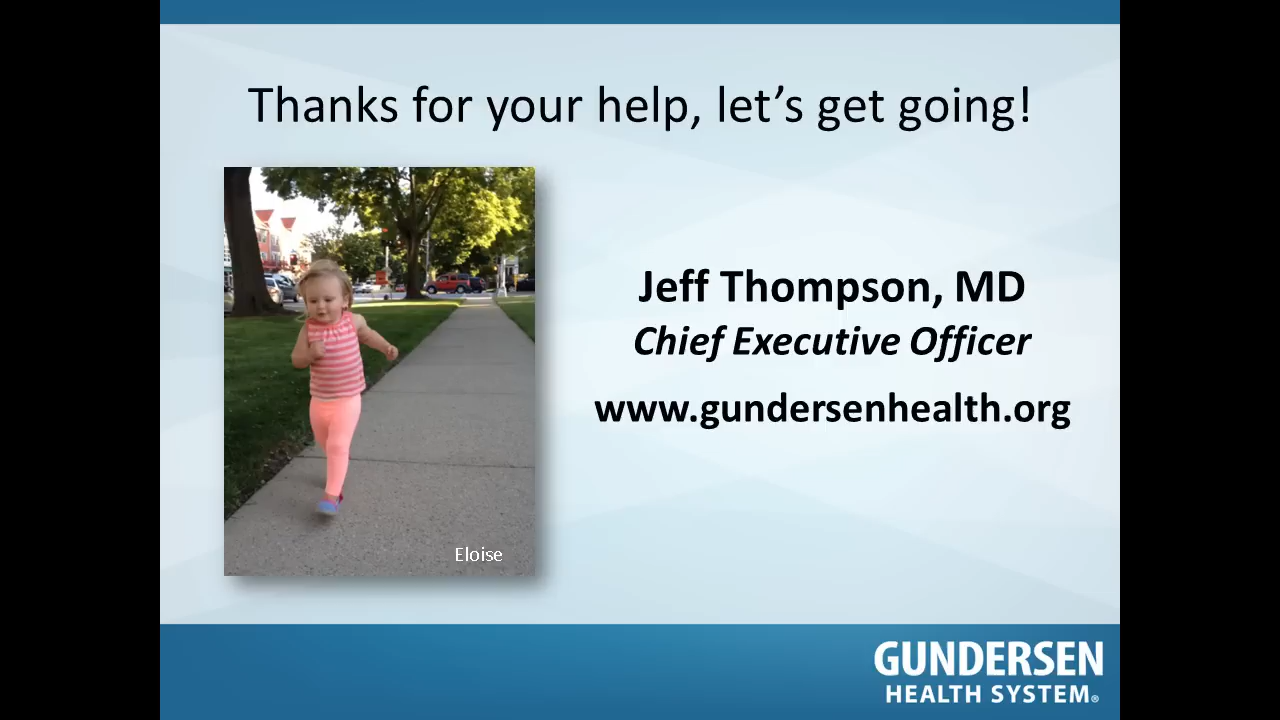 Thanks for your help, let’s get going!
Jeff Thompson, MD
Chief Executive Officer
www.gundersenhealth.org
Eloise
GUNDERSEN
HEALTH SYSTEM®